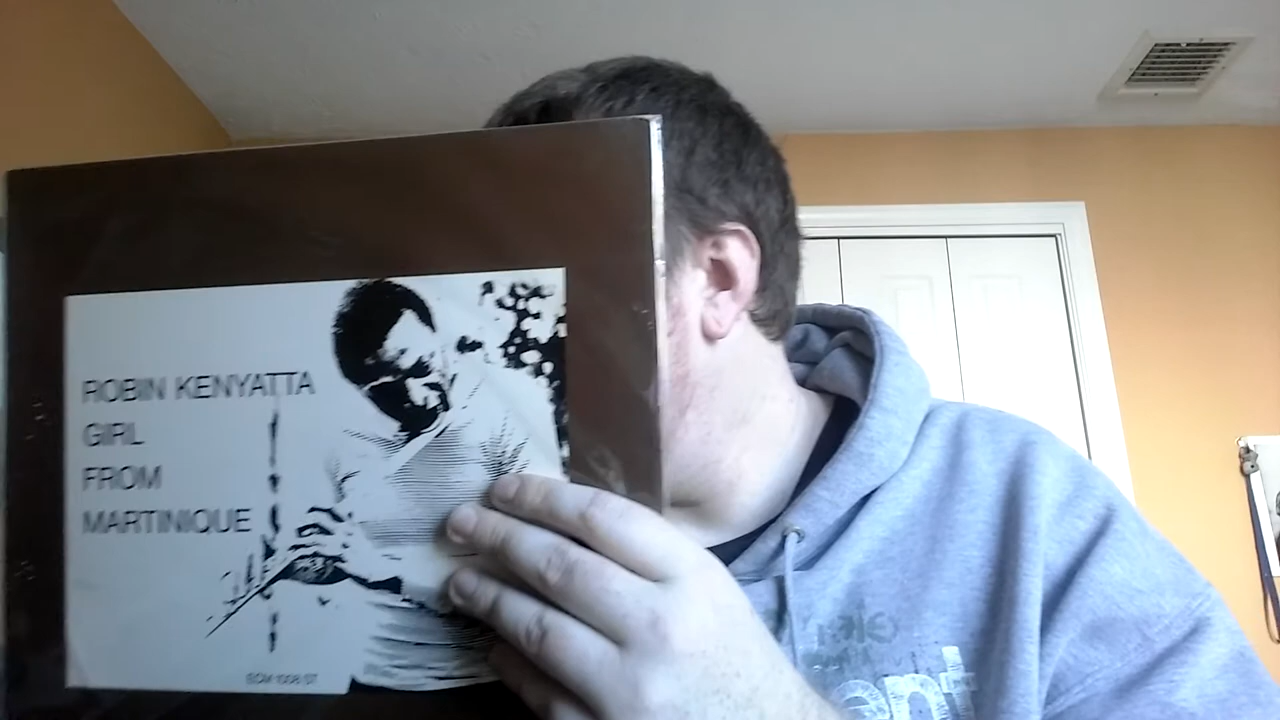 ROBIN KENYATTA
GIRL
FROM
MARTINIQUE
ECM 1008 ST